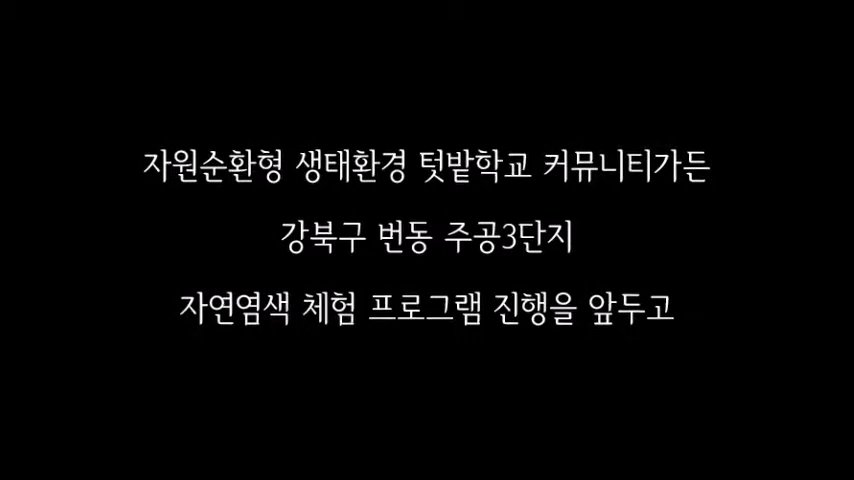 자원순환형 생태환경 텃밭학교 커뮤니티가든
강북구 번동 주공3단지
자연염색 체험 프로그램 진행을 앞두고